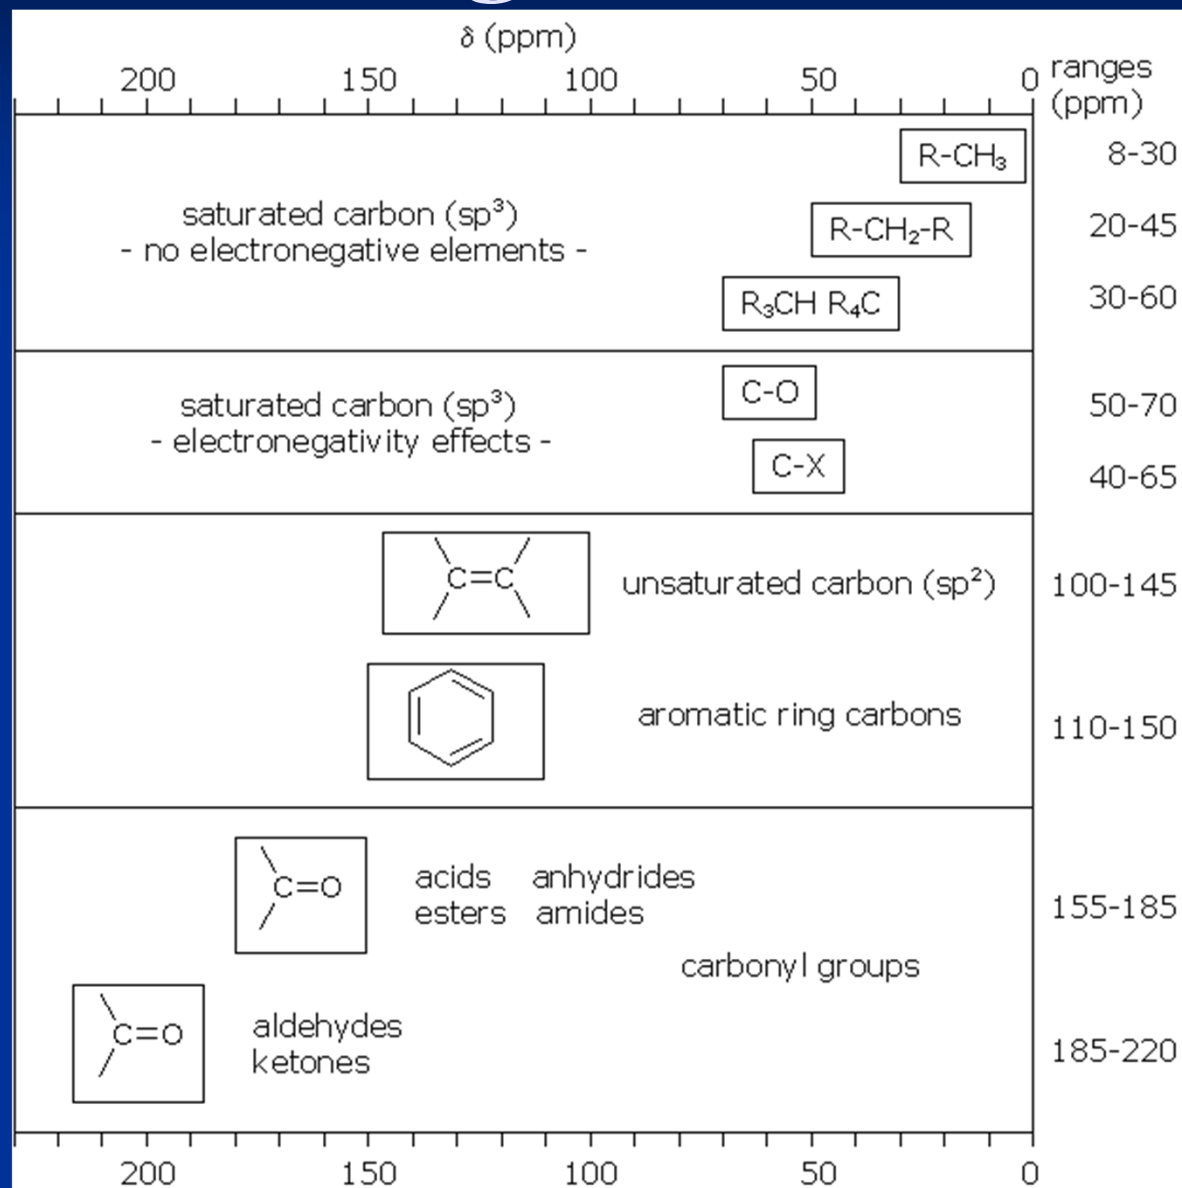 δ (ppm)
200 150 100 50 0 ranges
(ppm)
R-CH₃ 8-30
saturated carbon (sp³)
- no electronegative elements -
R-CH₂-R 20-45
R₃CH R₄C 30-60
saturated carbon (sp³)
- electronegativity effects -
C-O 50-70
C-X 40-65
C=C unsaturated carbon (sp²) 100-145
aromatic ring carbons 110-150
C=O acids anhydrides
esters amides 155-185
carbonyl groups
C=O aldehydes
ketones 185-220
200 150 100 50 0